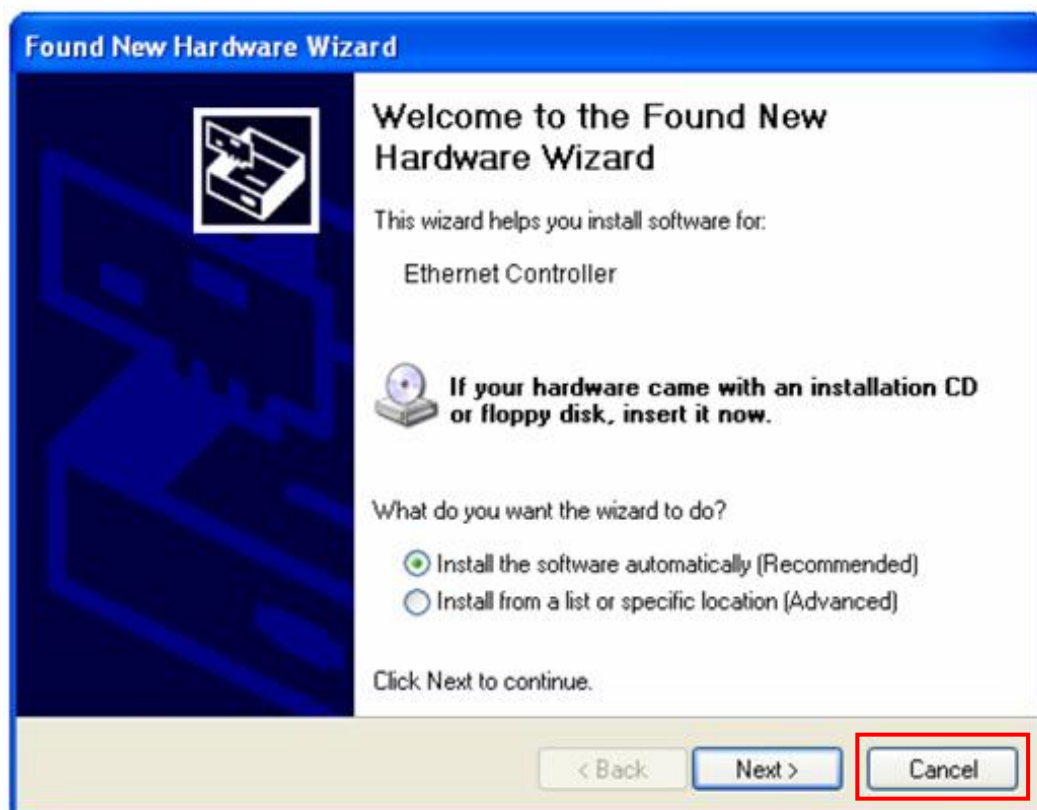 Found New Hardware Wizard
Welcome to the Found New
Hardware Wizard
This wizard helps you install software for:
Ethernet Controller
If your hardware came with an installation CD
or floppy disk, insert it now.
What do you want the wizard to do?
Install the software automatically (Recommended)
Install from a list or specific location (Advanced)
Click Next to continue.
< Back Next > Cancel